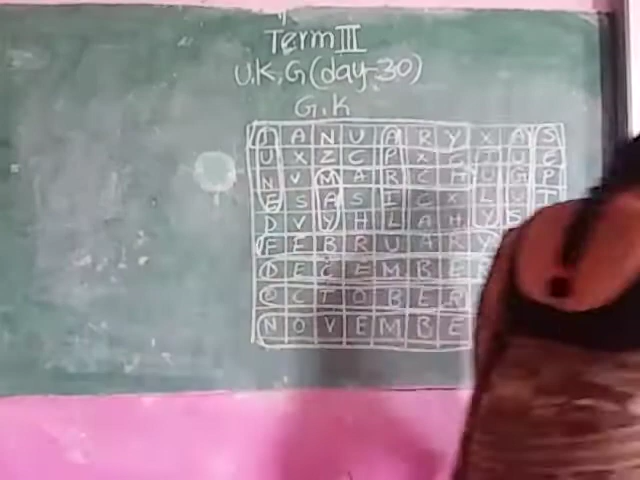 Term III
U.K.G (day-30)
G.K
J A N U A R Y X A S
U X Z C P X C J U E
N V M A R C H U G P
E S A S I C X L U T
D V Y H L A H Y S
F E B R U A R Y
D E C E M B E R
O C T O B E R
N O V E M B E